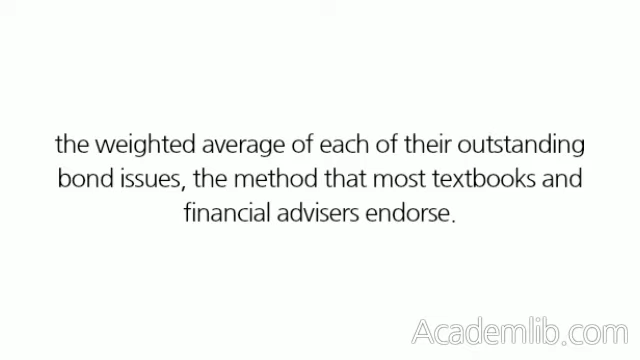 the weighted average of each of their outstanding
bond issues, the method that most textbooks and
financial advisers endorse.
Academlib.com